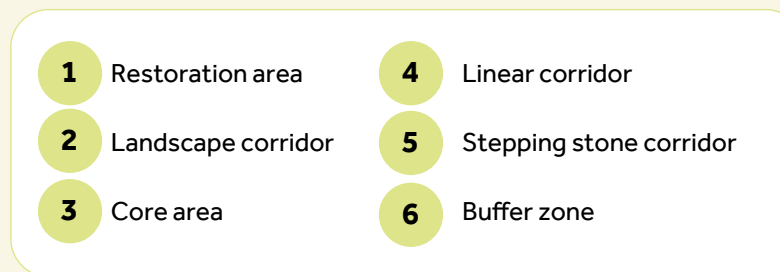 1 Restoration area
2 Landscape corridor
3 Core area
4 Linear corridor
5 Stepping stone corridor
6 Buffer zone